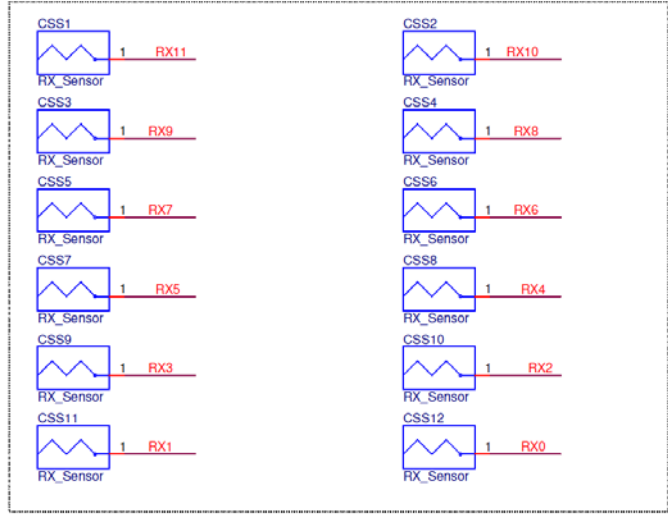 CSS1
1 RX11
RX_Sensor
CSS2
1 RX10
RX_Sensor
CSS3
1 RX9
RX_Sensor
CSS4
1 RX8
RX_Sensor
CSS5
1 RX7
RX_Sensor
CSS6
1 RX6
RX_Sensor
CSS7
1 RX5
RX_Sensor
CSS8
1 RX4
RX_Sensor
CSS9
1 RX3
RX_Sensor
CSS10
1 RX2
RX_Sensor
CSS11
1 RX1
RX_Sensor
CSS12
1 RX0
RX_Sensor